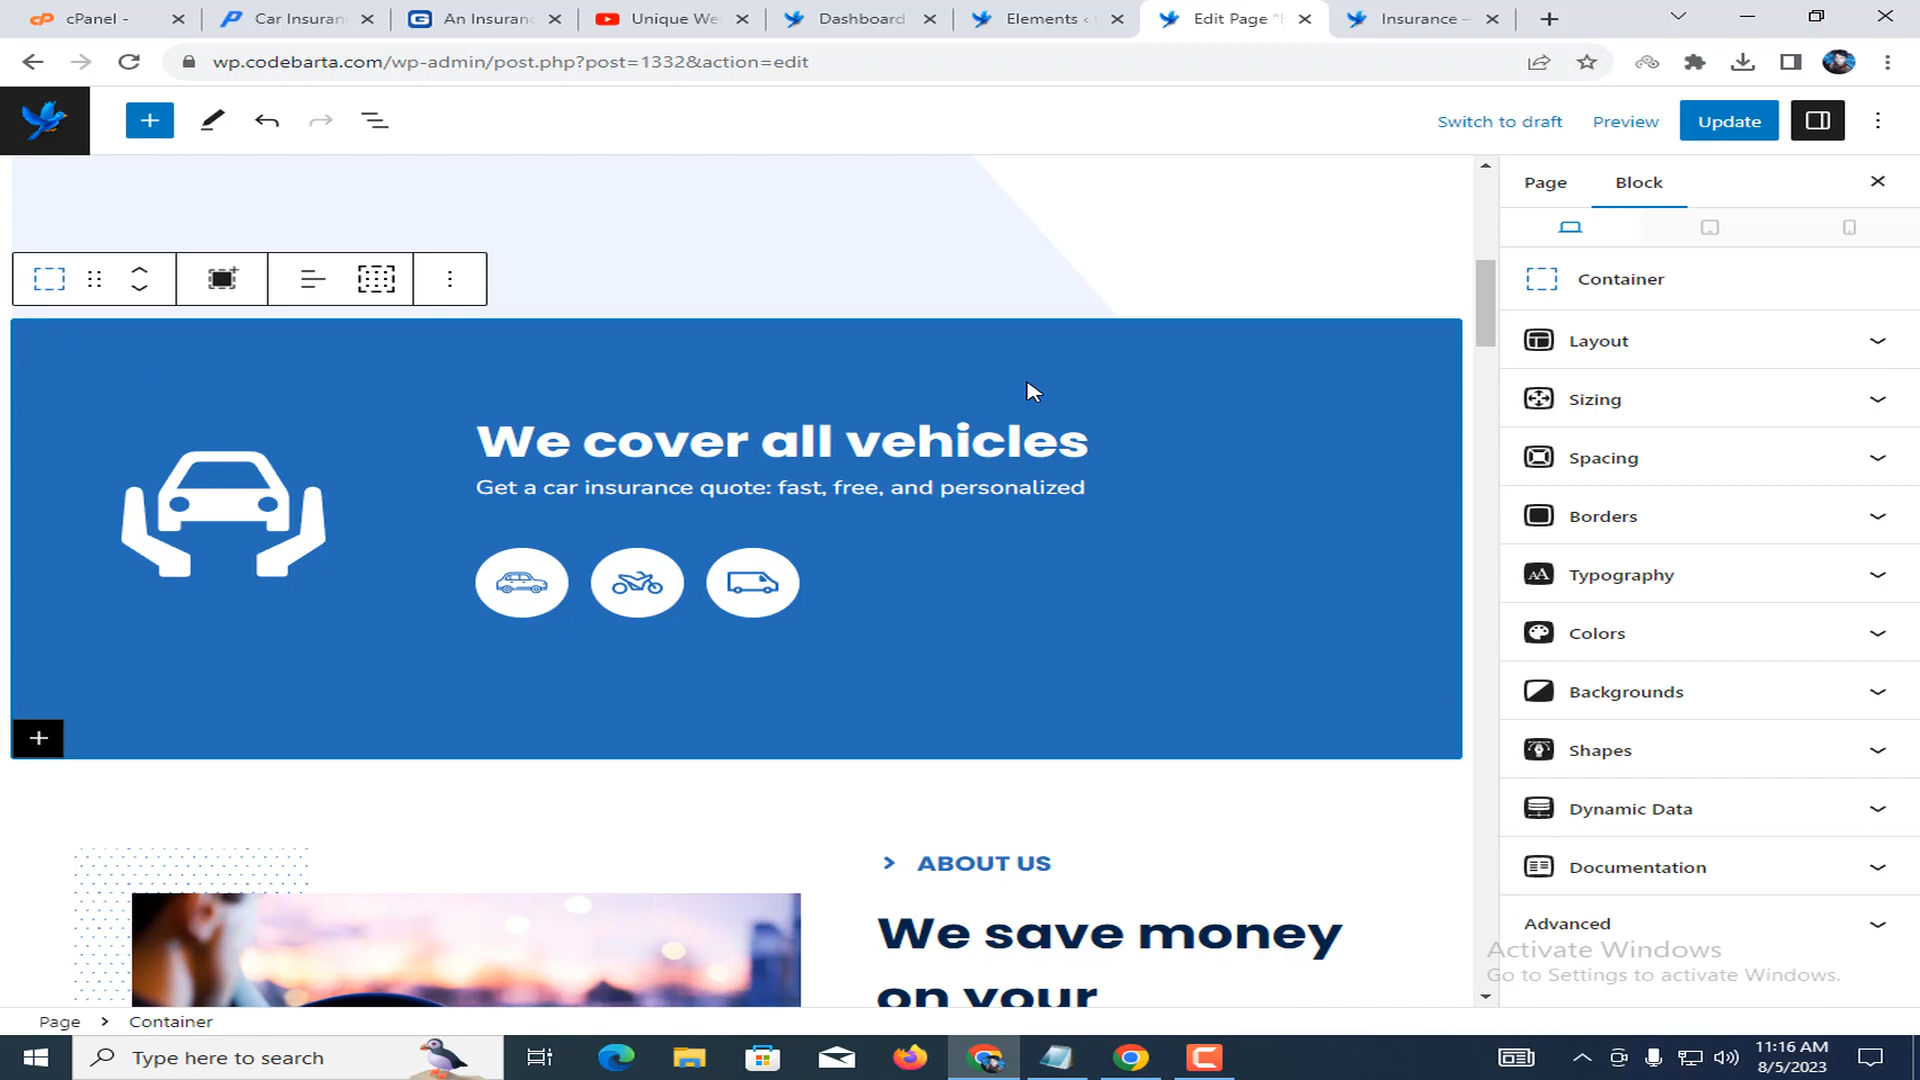 cPanel -
Car Insuran
An Insuranc
Unique We
Dashboard
Elements ‹
Edit Page "
Insurance –
wp.codebarta.com/wp-admin/post.php?post=1332&action=edit
Switch to draft
Preview
Update
Page
Block
Container
Layout
Sizing
Spacing
Borders
Typography
Colors
Backgrounds
Shapes
Dynamic Data
Documentation
Advanced
We cover all vehicles
Get a car insurance quote: fast, free, and personalized
ABOUT US
We save money
on your
Activate Windows
Go to Settings to activate Windows.
Page > Container
Type here to search
11:16 AM
8/5/2023